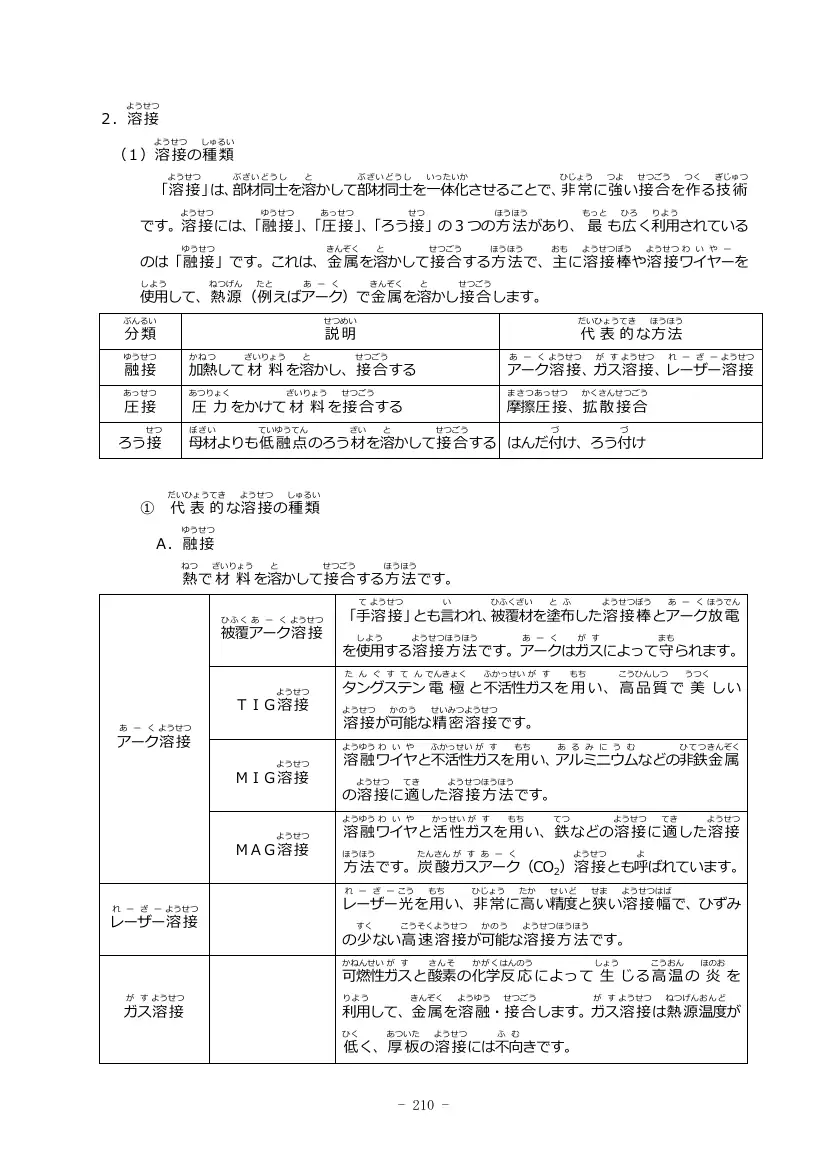 2．溶接
（1）溶接の種類
「溶接」は、部材同士を溶かして部材同士を一体化させることで、非常に強い接合を作る技術
です。溶接には、「融接」、「圧接」、「ろう接」の３つの方法があり、最も広く利用されている
のは「融接」です。これは、金属を溶かして接合する方法で、主に溶接棒や溶接ワイヤーを
使用して、熱源（例えばアーク）で金属を溶かし接合します。
分類 説明 代表的な方法
融接 加熱して材料を溶かし、接合する アーク溶接、ガス溶接、レーザー溶接
圧接 圧力をかけて材料を接合する 摩擦圧接、拡散接合
ろう接 母材よりも低融点のろう材を溶かして接合する はんだ付け、ろう付け
① 代表的な溶接の種類
A．融接
熱で材料を溶かして接合する方法です。
アーク溶接
被覆アーク溶接
「手溶接」とも言われ、被覆材を塗布した溶接棒とアーク放電
を使用する溶接方法です。アークはガスによって守られます。
ＴＩＧ溶接
タングステン電極と不活性ガスを用い、高品質で美しい
溶接が可能な精密溶接です。
ＭＩＧ溶接
溶融ワイヤと不活性ガスを用い、アルミニウムなどの非鉄金属
の溶接に適した溶接方法です。
ＭＡＧ溶接
溶融ワイヤと活性ガスを用い、鉄などの溶接に適した溶接
方法です。炭酸ガスアーク（CO₂）溶接とも呼ばれています。
レーザー溶接
レーザー光を用い、非常に高い精度と狭い溶接幅で、ひずみ
の少ない高速溶接が可能な溶接方法です。
ガス溶接
可燃性ガスと酸素の化学反応によって生じる高温の炎を
利用して、金属を溶融・接合します。ガス溶接は熱源温度が
低く、厚板の溶接には不向きです。
- 210 -